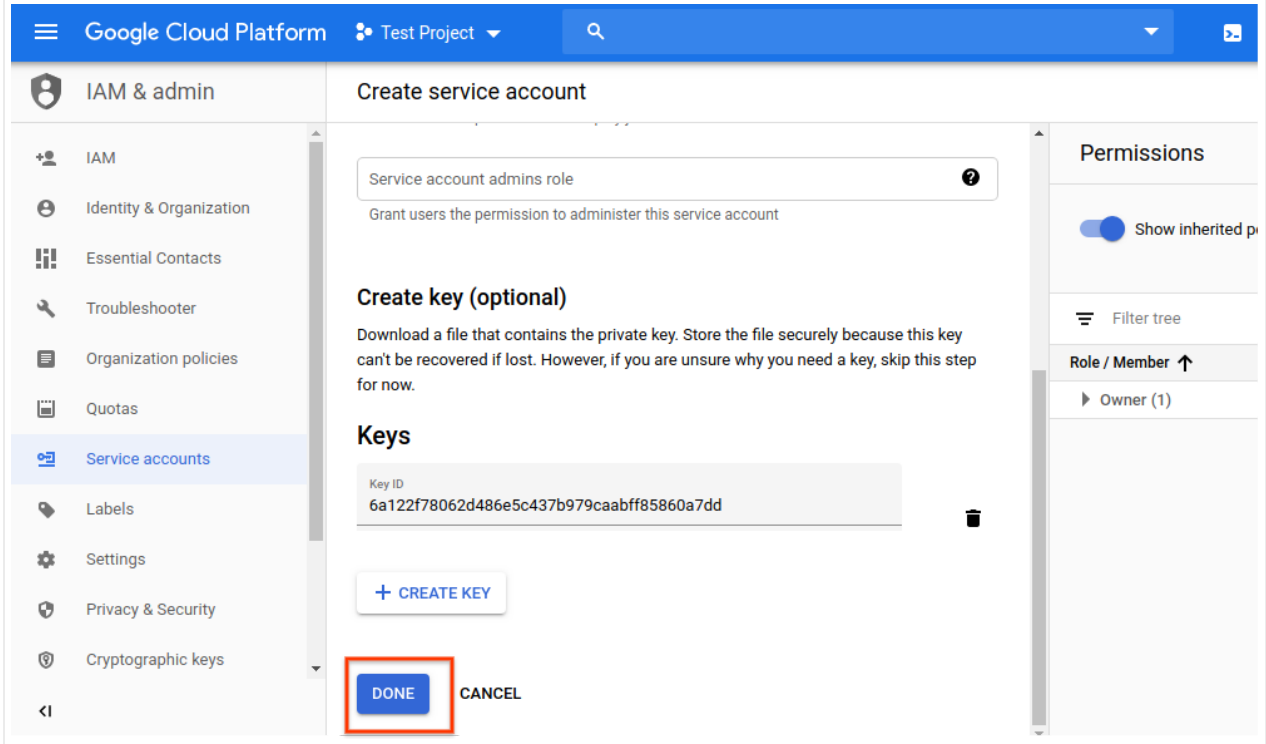 Google Cloud Platform
Test Project
IAM & admin
Create service account
IAM
Identity & Organization
Essential Contacts
Troubleshooter
Organization policies
Quotas
Service accounts
Labels
Settings
Privacy & Security
Cryptographic keys
Service account admins role
Grant users the permission to administer this service account
Create key (optional)
Download a file that contains the private key. Store the file securely because this key
can't be recovered if lost. However, if you are unsure why you need a key, skip this step
for now.
Keys
Key ID
6a122f78062d486e5c437b979caabff85860a7dd
+ CREATE KEY
DONE
CANCEL
Permissions
Show inherited
Filter tree
Role / Member
Owner (1)